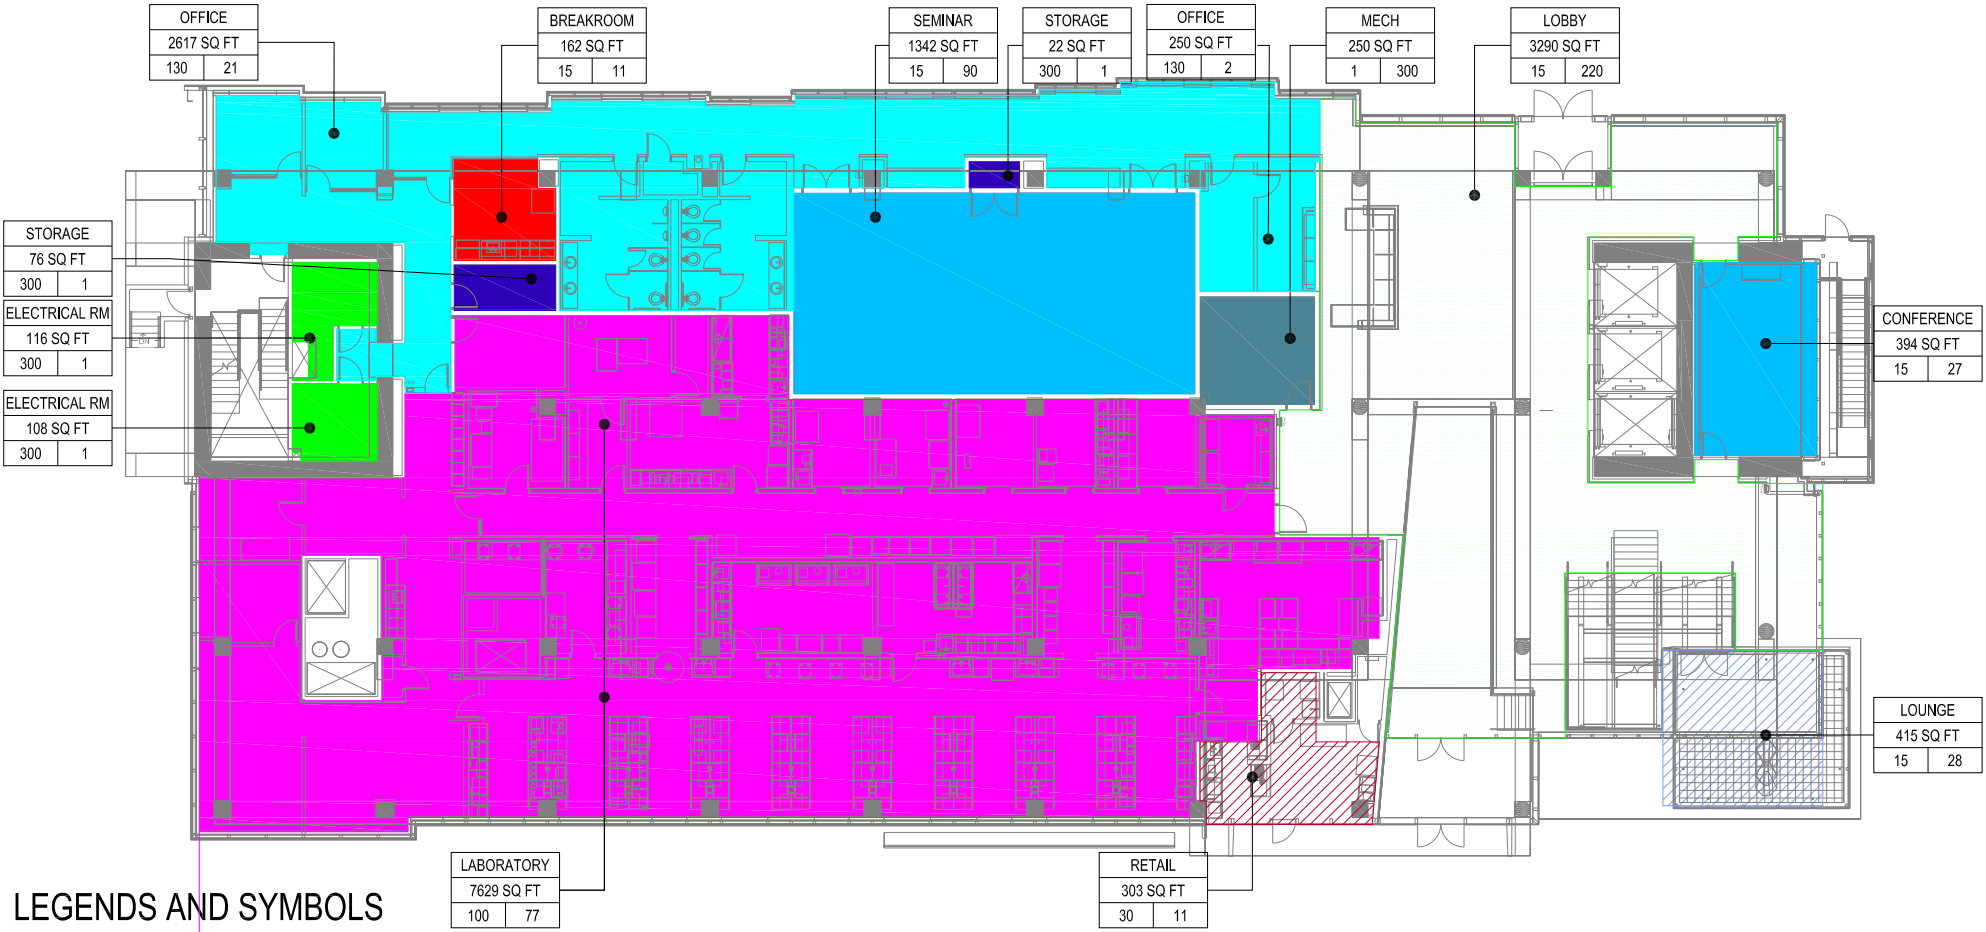 OFFICE
2617 SQ FT
130 21
BREAKROOM
162 SQ FT
15 11
SEMINAR
1342 SQ FT
15 90
STORAGE
22 SQ FT
300 1
OFFICE
250 SQ FT
130 2
MECH
250 SQ FT
1 300
LOBBY
3290 SQ FT
15 220
STORAGE
76 SQ FT
300 1
ELECTRICAL RM
116 SQ FT
300 1
ELECTRICAL RM
108 SQ FT
300 1
DN
CONFERENCE
394 SQ FT
15 27
LOUNGE
415 SQ FT
15 28
LABORATORY
7629 SQ FT
100 77
RETAIL
303 SQ FT
30 11
LEGENDS AND SYMBOLS